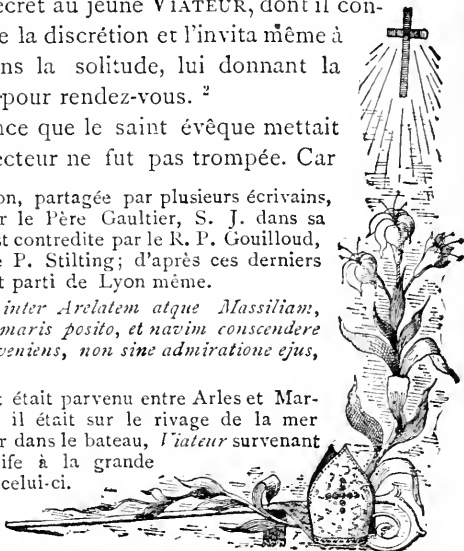 ecret au jeune VIATEUR, dont il con-
e la discrétion et l'invita même à
ns la solitude, lui donnant la
pour rendez-vous. ²
nce que le saint évêque mettait
ecteur ne fut pas trompée. Car
on, partagée par plusieurs écrivains,
r le Père Gaultier, S. J. dans sa
st contredite par le R. P. Gouilloud,
e P. Stilting; d'après ces derniers
t parti de Lyon même.
inter Arelatem atque Massiliam,
maris posito, et navim conscendere
veniens, non sine admiratione ejus,
t était parvenu entre Arles et Mar-
il était sur le rivage de la mer
r dans le bateau, Viateur survenant
ife à la grande
celui-ci.